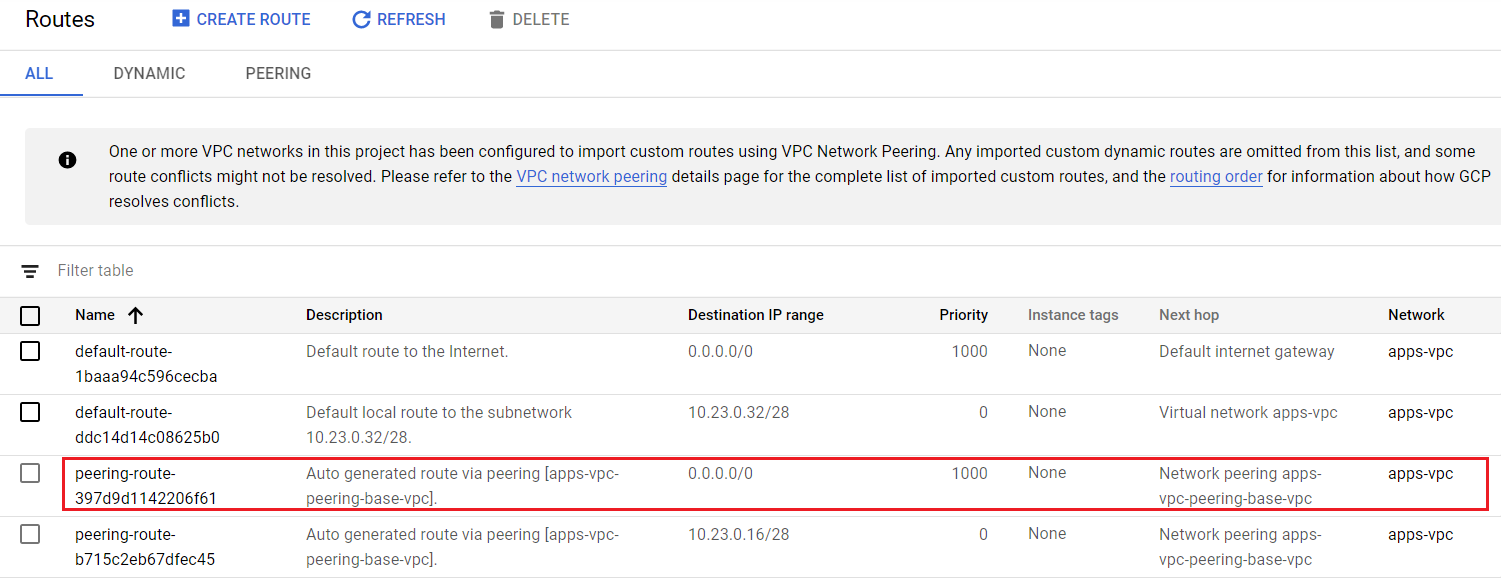 Routes CREATE ROUTE REFRESH DELETE
ALL DYNAMIC PEERING
One or more VPC networks in this project has been configured to import custom routes using VPC Network Peering. Any imported custom dynamic routes are omitted from this list, and some
route conflicts might not be resolved. Please refer to the VPC network peering details page for the complete list of imported custom routes, and the routing order for information about how GCP
resolves conflicts.
Filter table
Name Description Destination IP range Priority Instance tags Next hop Network
default-route- Default route to the Internet. 0.0.0.0/0 1000 None Default internet gateway apps-vpc
1baaa94c596cecba
default-route- Default local route to the subnetwork 10.23.0.32/28 0 None Virtual network apps-vpc apps-vpc
ddc14d14c08625b0 10.23.0.32/28.
peering-route- Auto generated route via peering [apps-vpc- 0.0.0.0/0 1000 None Network peering apps- apps-vpc
397d9d1142206f61 peering-base-vpc]. vpc-peering-base-vpc
peering-route- Auto generated route via peering [apps-vpc- 10.23.0.16/28 0 None Network peering apps- apps-vpc
b715c2eb67dfec45 peering-base-vpc]. vpc-peering-base-vpc